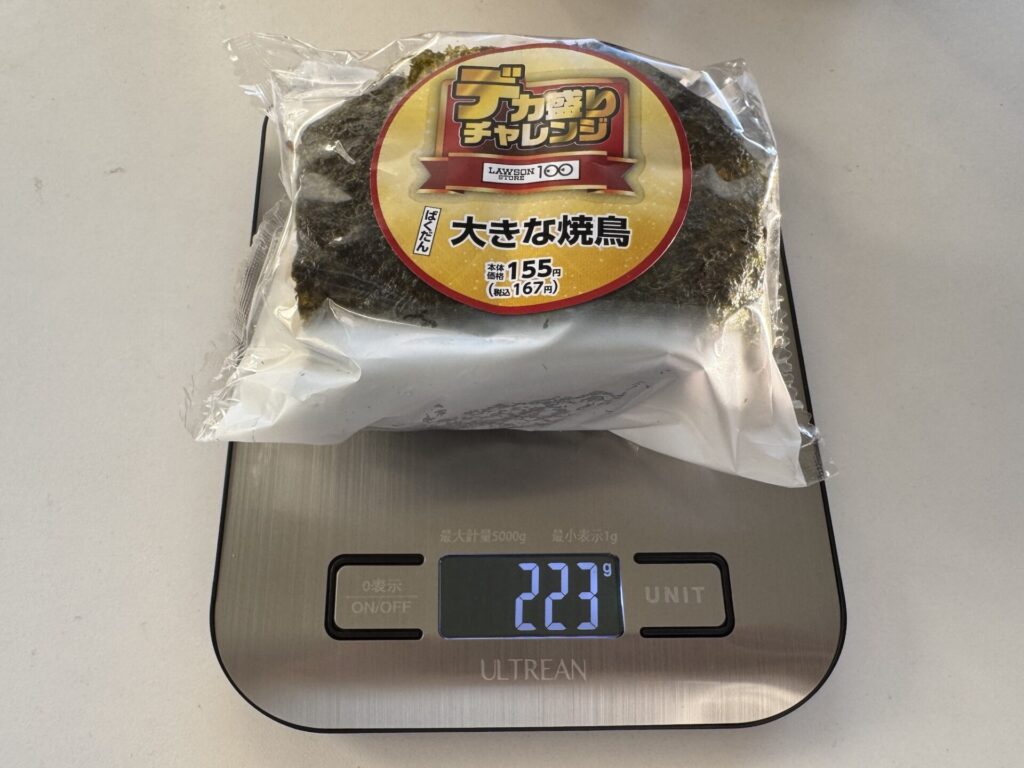 デカ盛り
チャレンジ
LAWSON
STORE 100
ばくだん
大きな焼鳥
本体
価格 155円
(税込167円)
最大計量5000g 最小表示1g
0表示
ON/OFF
223 g
UNIT
ULTREAN